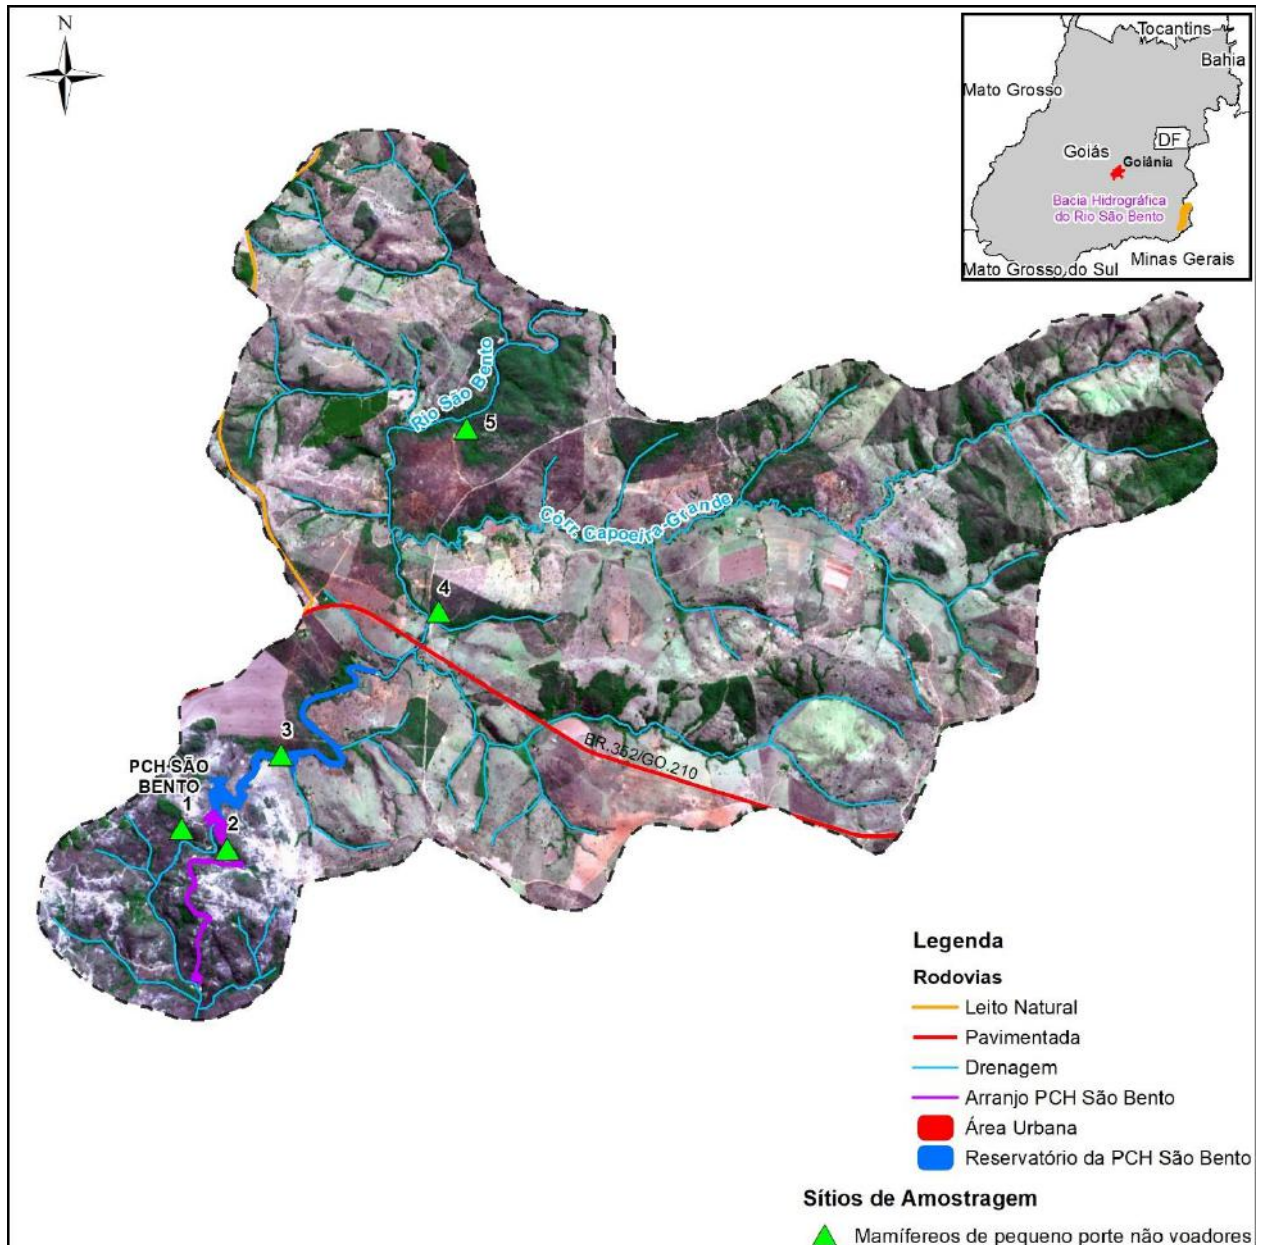 N
Tocantins
Bahia
Mato Grosso
DF
Goiás
Goiânia
Bacia Hidrográfica
do Rio São Bento
Mato Grosso do Sul
Minas Gerais
Rio São Bento
5
Córr. Capoeira-Grande
4
3
BR.352/GO.210
PCH SÃO
BENTO
1
2
Legenda
Rodovias
Leito Natural
Pavimentada
Drenagem
Arranjo PCH São Bento
Área Urbana
Reservatório da PCH São Bento
Sítios de Amostragem
Mamífereos de pequeno porte não voadores